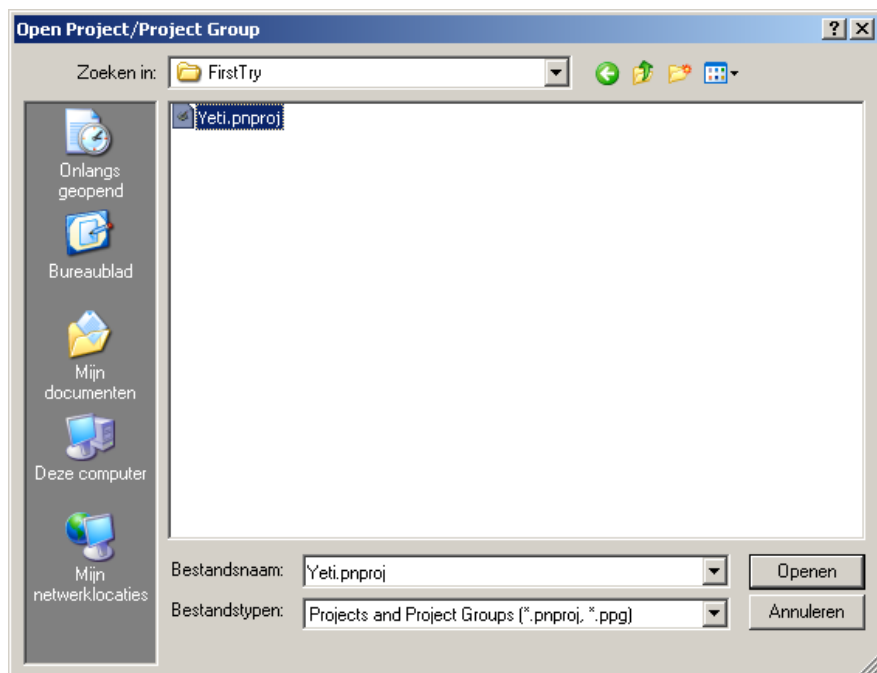 Open Project/Project Group
Zoeken in:
FirstTry
Yeti.pnproj
Onlangs
geopend
Bureaublad
Mijn
documenten
Deze computer
Mijn
netwerklocaties
Bestandsnaam:
Yeti.pnproj
Openen
Bestandstypen:
Projects and Project Groups (*.pnproj, *.ppg)
Annuleren